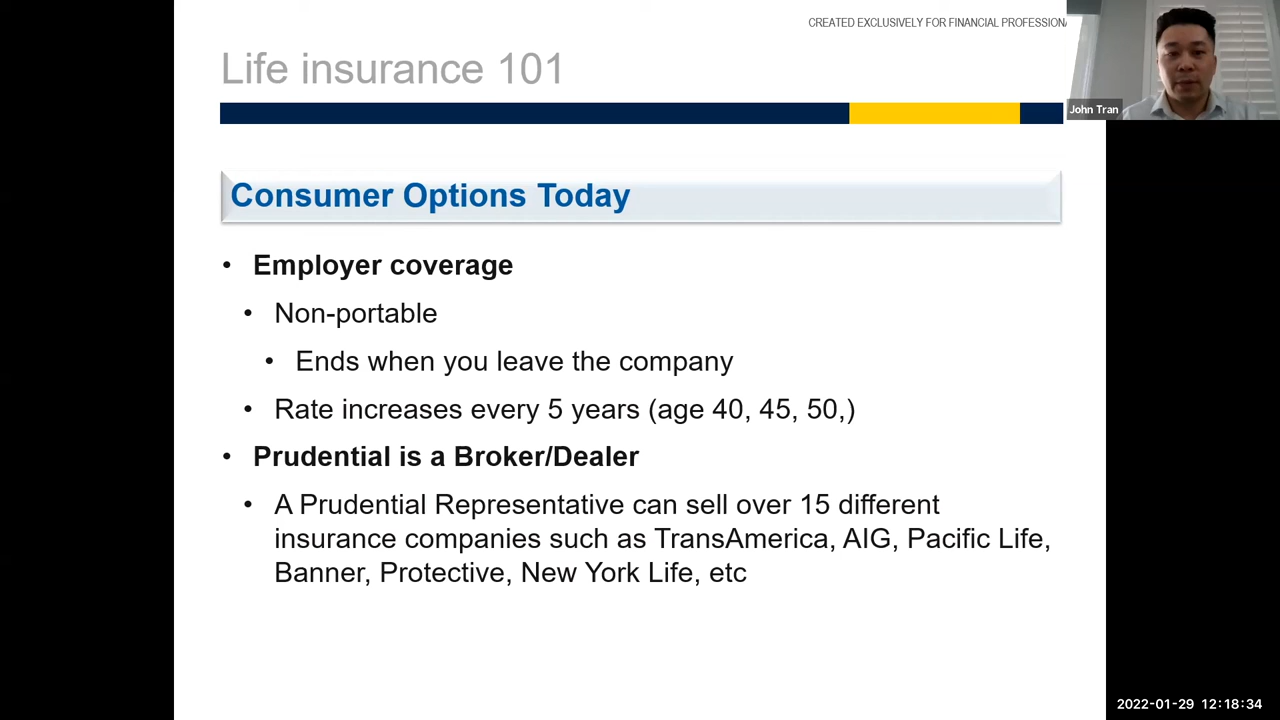 CREATED EXCLUSIVELY FOR FINANCIAL
Life insurance 101
John Tran
Consumer Options Today
• Employer coverage
• Non-portable
• Ends when you leave the company
• Rate increases every 5 years (age 40, 45, 50,)
• Prudential is a Broker/Dealer
• A Prudential Representative can sell over 15 different
insurance companies such as TransAmerica, AIG, Pacific Life,
Banner, Protective, New York Life, etc
2022-01-29 12:18:34